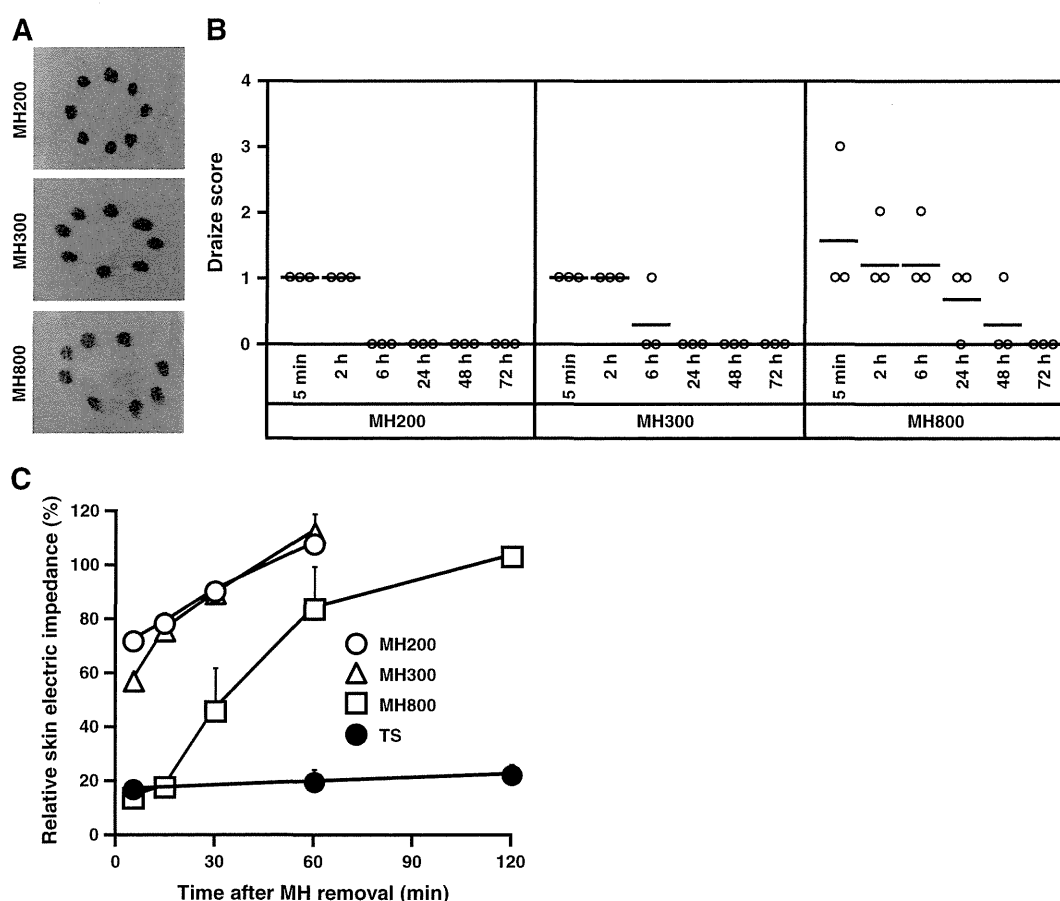 A
MH200
MH300
MH800
B
Draize score
4
3
2
1
0
5 min
2 h
6 h
24 h
48 h
72 h
5 min
2 h
6 h
24 h
48 h
72 h
5 min
2 h
6 h
24 h
48 h
72 h
MH200
MH300
MH800
C
Relative skin electric impedance (%)
120
100
80
60
40
20
0
MH200
MH300
MH800
TS
0
30
60
90
120
Time after MH removal (min)